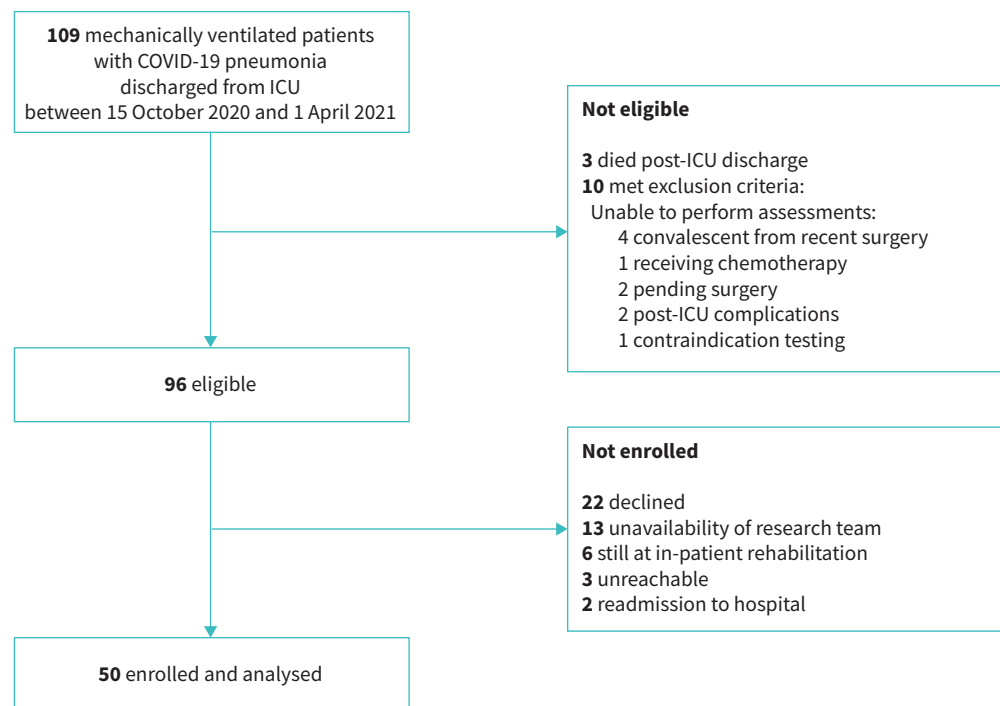 109 mechanically ventilated patients
with COVID-19 pneumonia
discharged from ICU
between 15 October 2020 and 1 April 2021
Not eligible
3 died post-ICU discharge
10 met exclusion criteria:
Unable to perform assessments:
4 convalescent from recent surgery
1 receiving chemotherapy
2 pending surgery
2 post-ICU complications
1 contraindication testing
96 eligible
Not enrolled
22 declined
13 unavailability of research team
6 still at in-patient rehabilitation
3 unreachable
2 readmission to hospital
50 enrolled and analysed